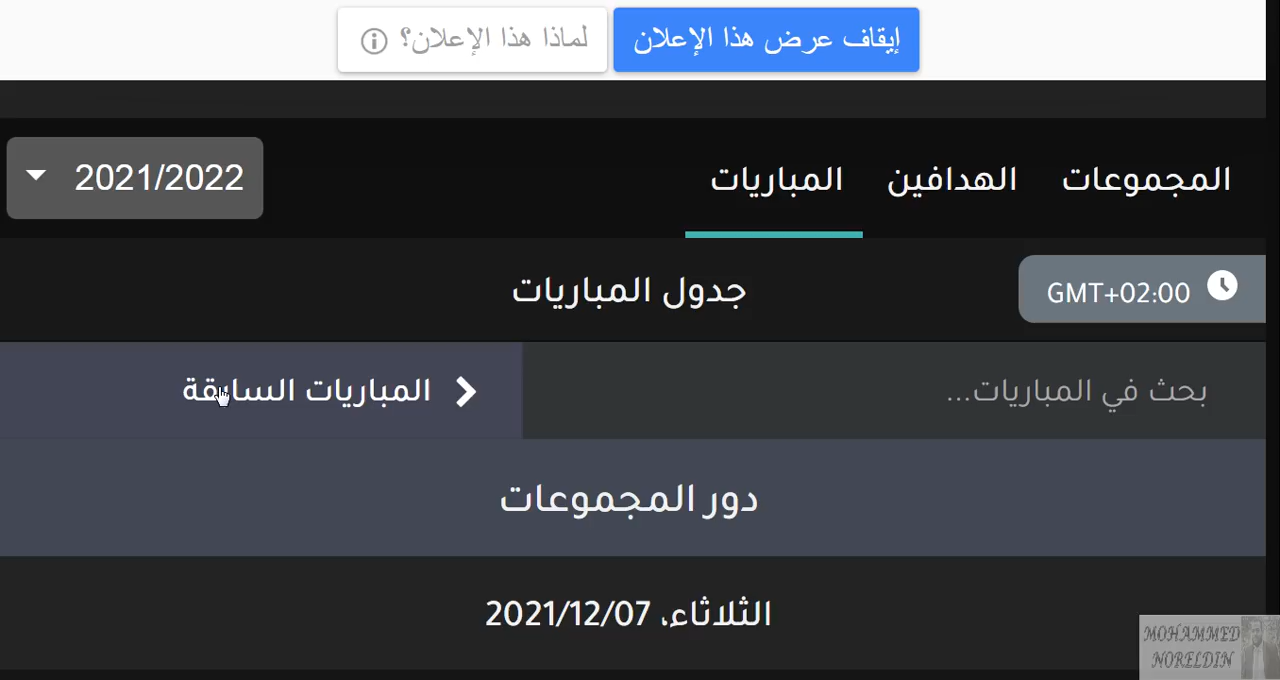 إيقاف عرض هذا الإعلان لماذا هذا الإعلان؟
المجموعات الهدافين المباريات 2021/2022
GMT+02:00 جدول المباريات
بحث في المباريات... المباريات السابقة
دور المجموعات
الثلاثاء، 2021/12/07
MOHAMMED
NORELDIN